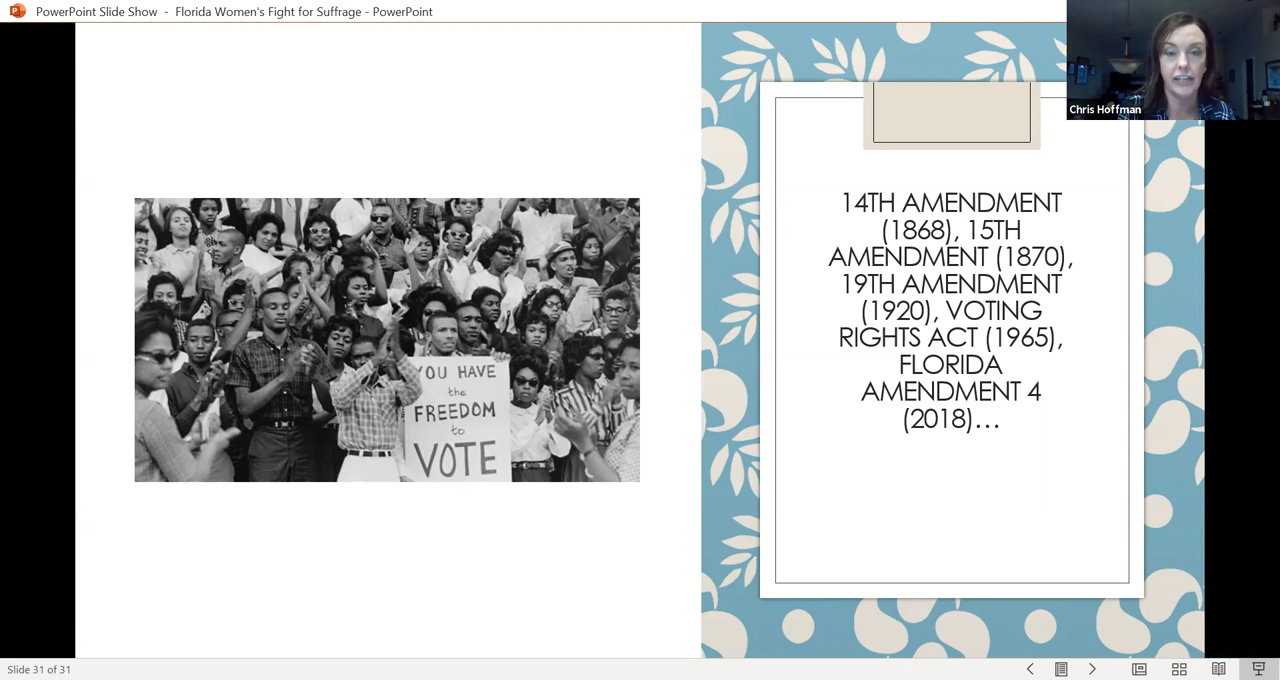 PowerPoint Slide Show - Florida Women's Fight for Suffrage - PowerPoint
Chris Hoffman
YOU HAVE
the
FREEDOM
to
VOTE
14TH AMENDMENT
(1868), 15TH
AMENDMENT (1870),
19TH AMENDMENT
(1920), VOTING
RIGHTS ACT (1965),
FLORIDA
AMENDMENT 4
(2018)...
Slide 31 of 31